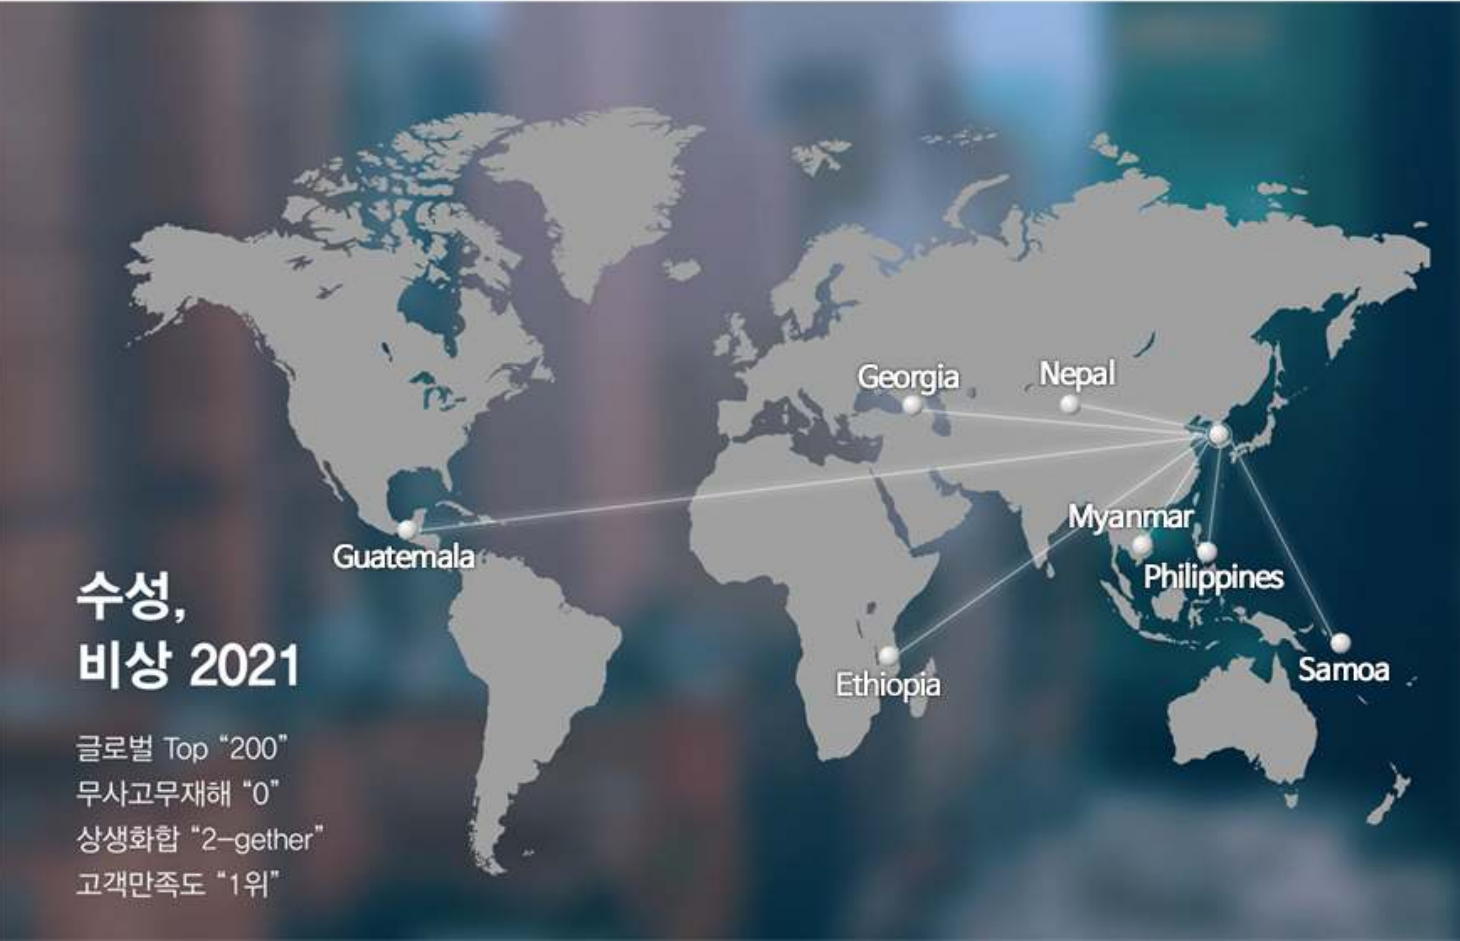 Georgia
Nepal
Myanmar
Guatemala
Philippines
Samoa
Ethiopia
수성,
비상 2021
글로벌 Top “200”
무사고무재해 “0”
상생화합 “2-gether”
고객만족도 “1위”